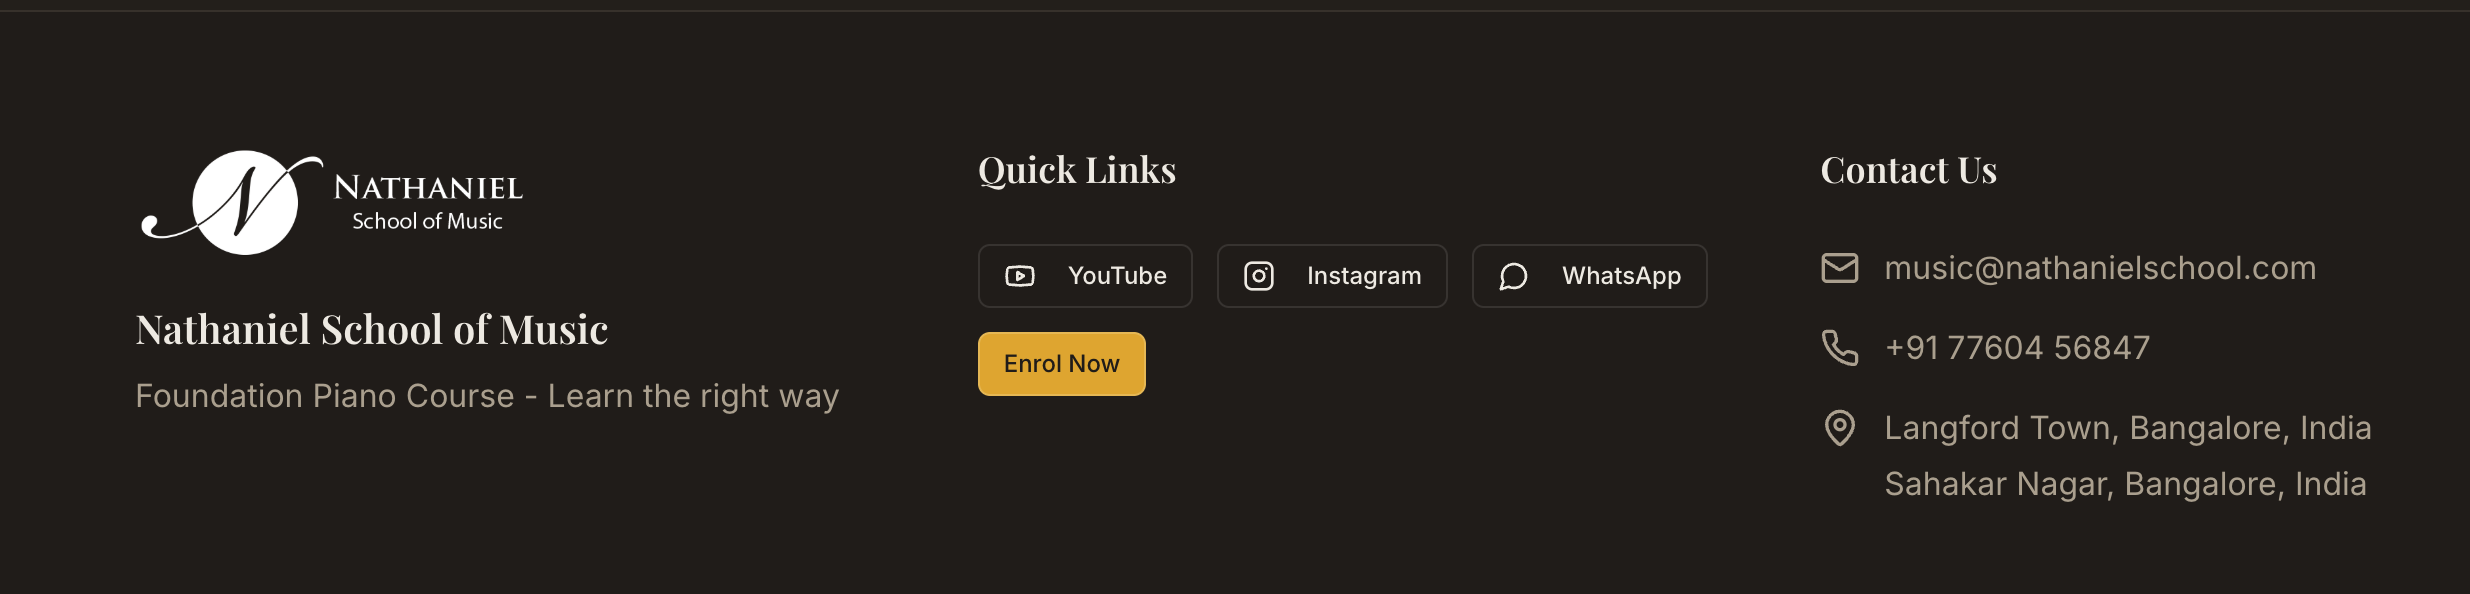 N
NATHANIEL
School of Music
Nathaniel School of Music
Foundation Piano Course - Learn the right way
Quick Links
YouTube
Instagram
WhatsApp
Enrol Now
Contact Us
music@nathanielschool.com
+91 77604 56847
Langford Town, Bangalore, India
Sahakar Nagar, Bangalore, India